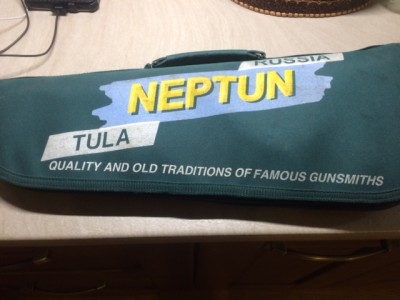 RUSSIA
NEPTUN
TULA
QUALITY AND OLD TRADITIONS OF FAMOUS GUNSMITHS